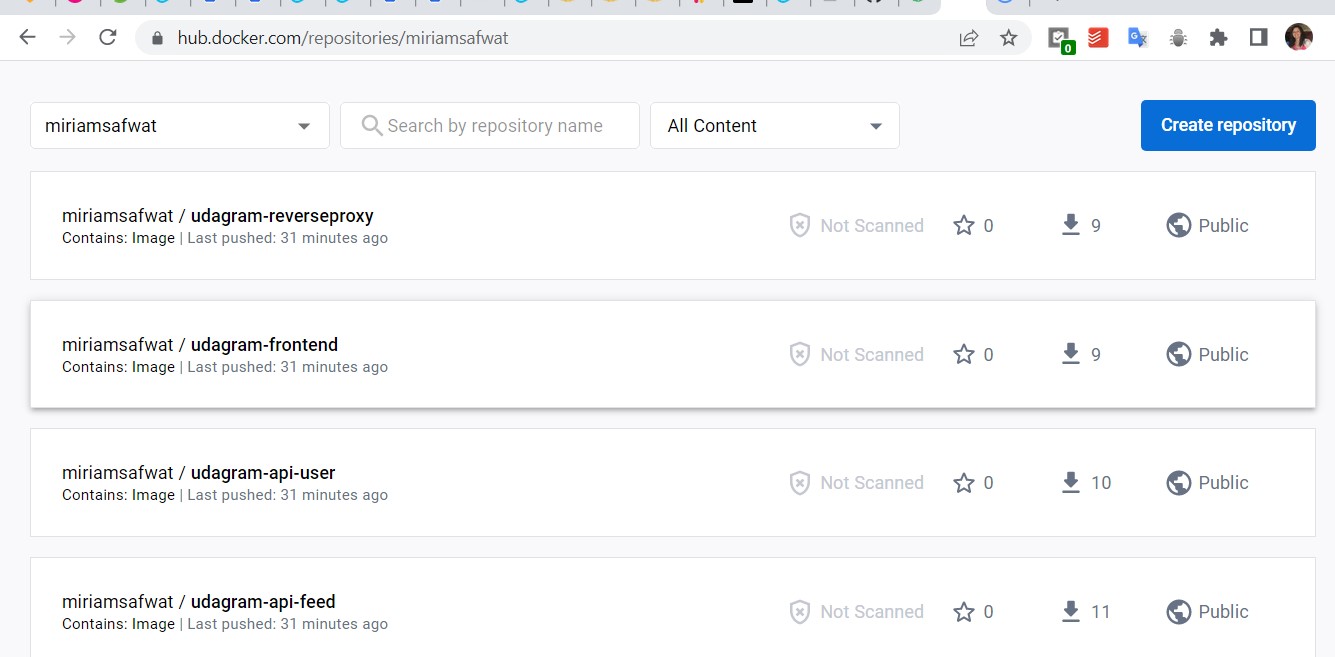 hub.docker.com/repositories/miriamsafwat
0
miriamsafwat
Search by repository name
All Content
Create repository
miriamsafwat / udagram-reverseproxy
Contains: Image | Last pushed: 31 minutes ago
Not Scanned
0
9
Public
miriamsafwat / udagram-frontend
Contains: Image | Last pushed: 31 minutes ago
Not Scanned
0
9
Public
miriamsafwat / udagram-api-user
Contains: Image | Last pushed: 31 minutes ago
Not Scanned
0
10
Public
miriamsafwat / udagram-api-feed
Contains: Image | Last pushed: 31 minutes ago
Not Scanned
0
11
Public